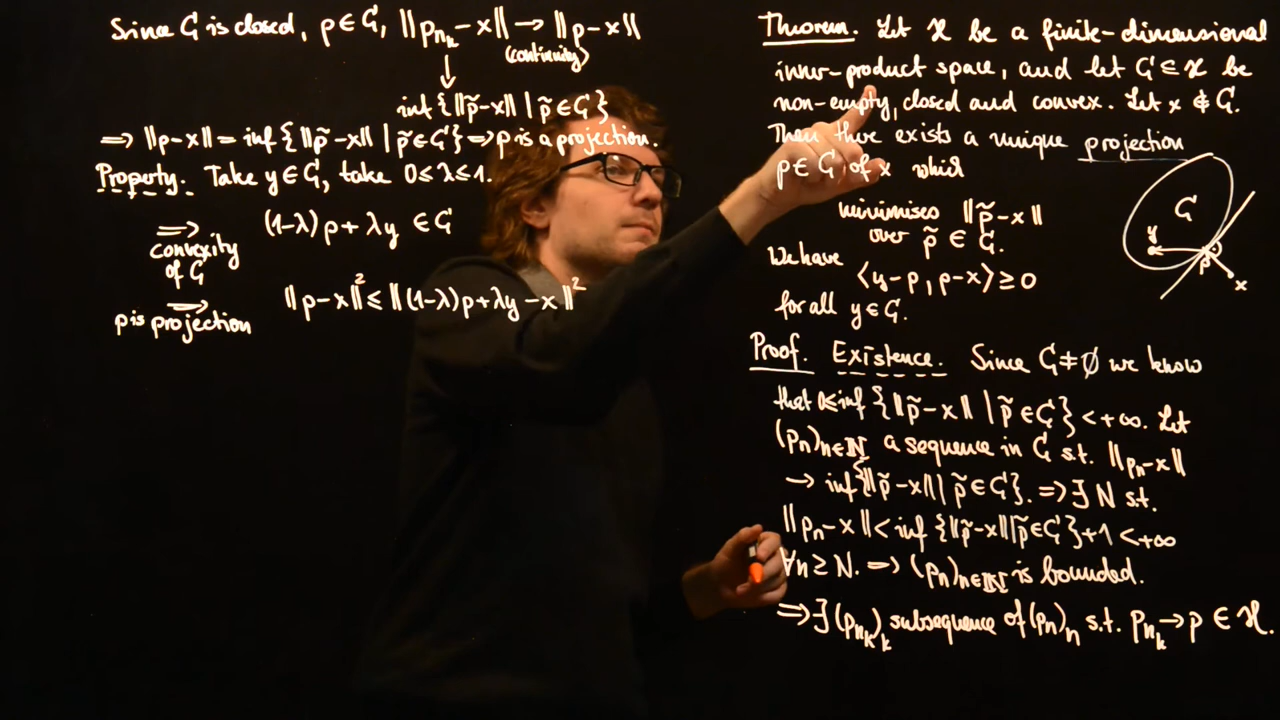 Since C is closed, p ∈ C, ‖p_{n_k} − x‖ → ‖p − x‖
(continuity)
↓
inf{‖p̃ − x‖ | p̃ ∈ C}
⟹ ‖p − x‖ = inf{‖p̃ − x‖ | p̃ ∈ C} ⟹ p is a projection.
Property. Take y ∈ C, take 0 ≤ λ ≤ 1.
⟹ (1−λ)p + λy ∈ C
convexity
of C
⟹ ‖p − x‖² ≤ ‖(1−λ)p + λy − x‖²
p is projection
Theorem. Let H be a finite-dimensional
inner-product space, and let C ⊆ H be
non-empty, closed and convex. Let x ∉ C.
Then there exists a unique projection
p ∈ C of x which
minimises ‖p̃ − x‖
over p̃ ∈ C.
We have
⟨y − p, p − x⟩ ≥ 0
for all y ∈ C.
C
y
p
x
Proof. Existence. Since C ≠ ∅ we know
that 0 ≤ inf{‖p̃ − x‖ | p̃ ∈ C} < +∞. Let
(p_n)_{n∈ℕ} a sequence in C s.t. ‖p_n − x‖
→ inf{‖p̃ − x‖ | p̃ ∈ C}. ⟹ ∃ N s.t.
‖p_n − x‖ < inf{‖p̃ − x‖ | p̃ ∈ C} + 1 < +∞
∀n ≥ N. ⟹ (p_n)_{n∈ℕ} is bounded.
⟹ ∃ (p_{n_k})_k subsequence of (p_n)_n s.t. p_{n_k} → p ∈ H.